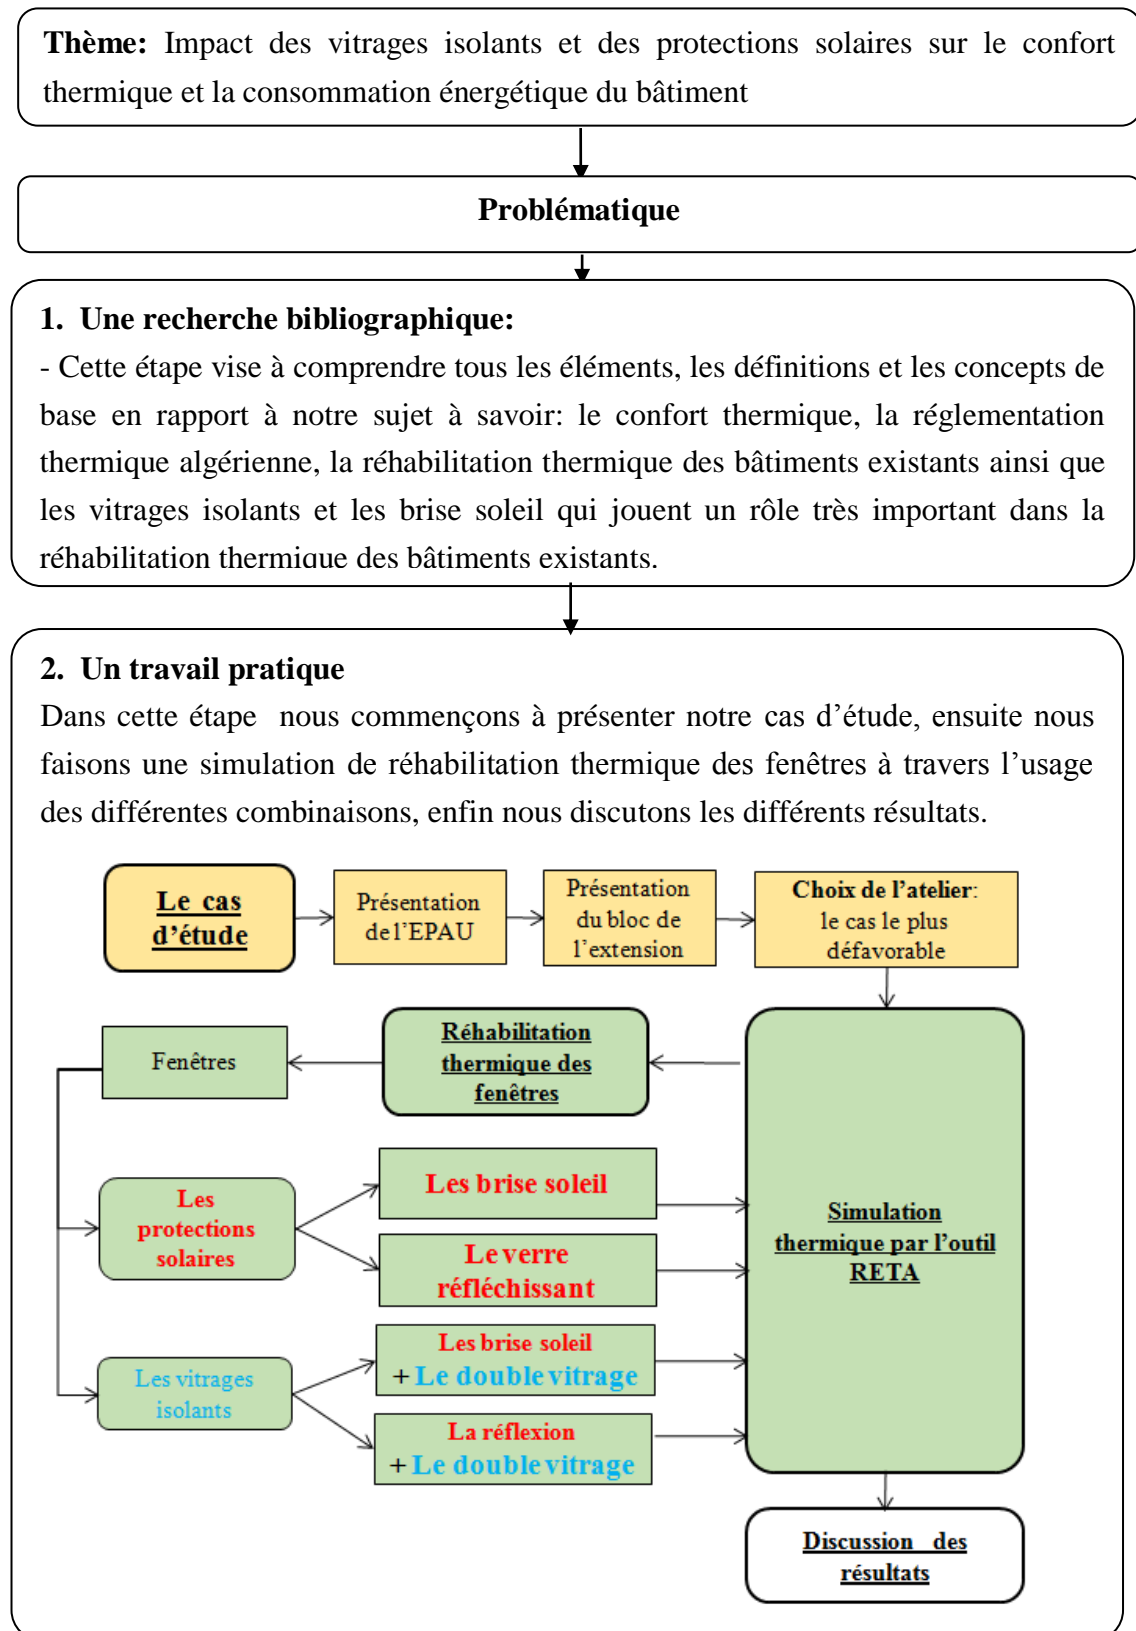 Thème: Impact des vitrages isolants et des protections solaires sur le confort
thermique et la consommation énergétique du bâtiment
Problématique
1. Une recherche bibliographique:
- Cette étape vise à comprendre tous les éléments, les définitions et les concepts de
base en rapport à notre sujet à savoir: le confort thermique, la réglementation
thermique algérienne, la réhabilitation thermique des bâtiments existants ainsi que
les vitrages isolants et les brise soleil qui jouent un rôle très important dans la
réhabilitation thermique des bâtiments existants.
2. Un travail pratique
Dans cette étape nous commençons à présenter notre cas d’étude, ensuite nous
faisons une simulation de réhabilitation thermique des fenêtres à travers l’usage
des différentes combinaisons, enfin nous discutons les différents résultats.
Le cas
d’étude
Présentation
de l’EPAU
Présentation
du bloc de
l’extension
Choix de l’atelier:
le cas le plus
défavorable
Fenêtres
Réhabilitation
thermique des
fenêtres
Les
protections
solaires
Les brise soleil
Le verre
réfléchissant
Simulation
thermique par l’outil
RETA
Les vitrages
isolants
Les brise soleil
+ Le double vitrage
La réflexion
+ Le double vitrage
Discussion des
résultats